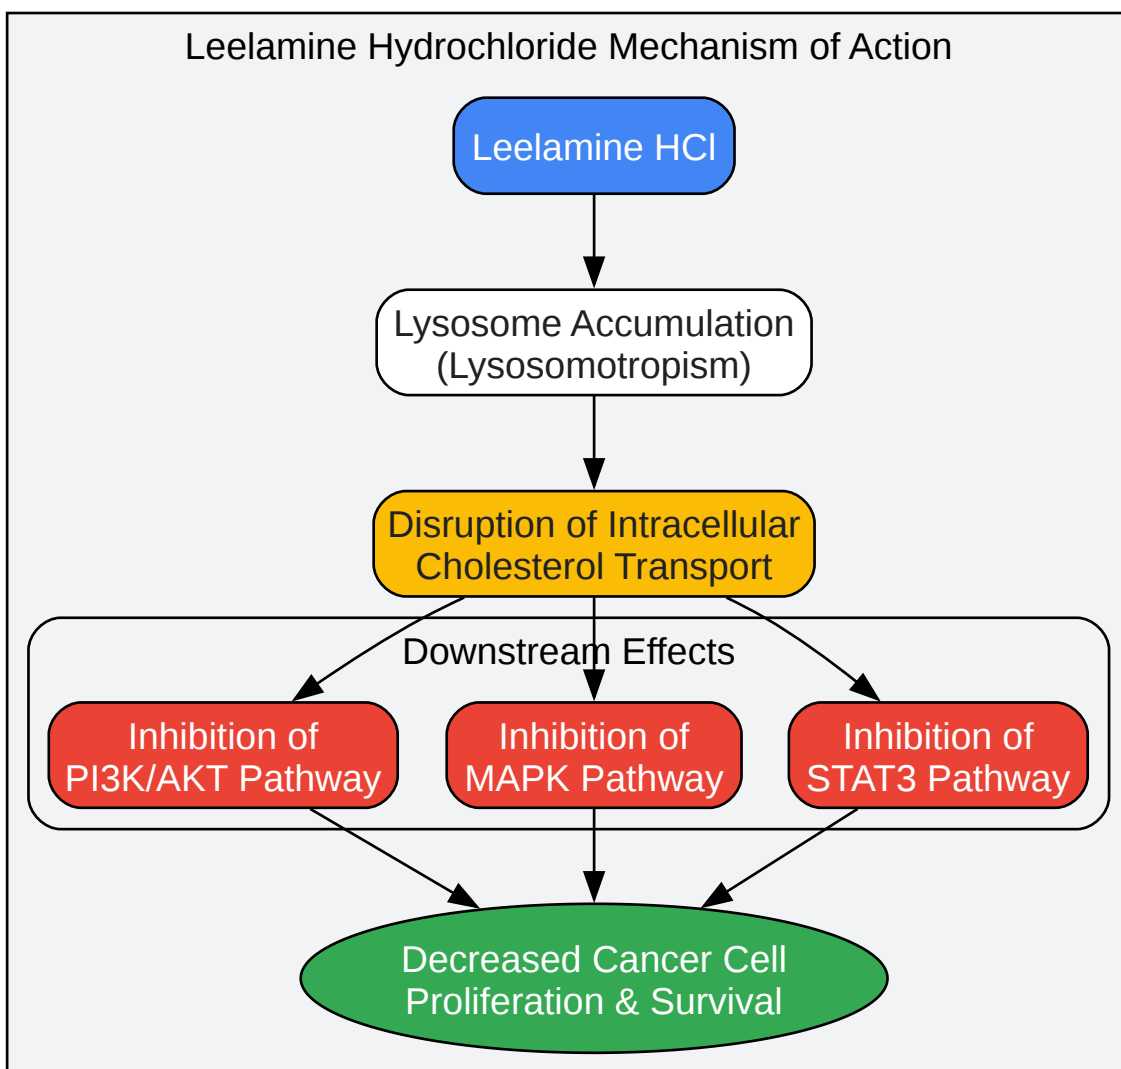 Leelamine Hydrochloride Mechanism of Action
Leelamine HCl
Lysosome Accumulation
(Lysosomotropism)
Disruption of Intracellular
Cholesterol Transport
Downstream Effects
Inhibition of
PI3K/AKT Pathway
Inhibition of
MAPK Pathway
Inhibition of
STAT3 Pathway
Decreased Cancer Cell
Proliferation & Survival